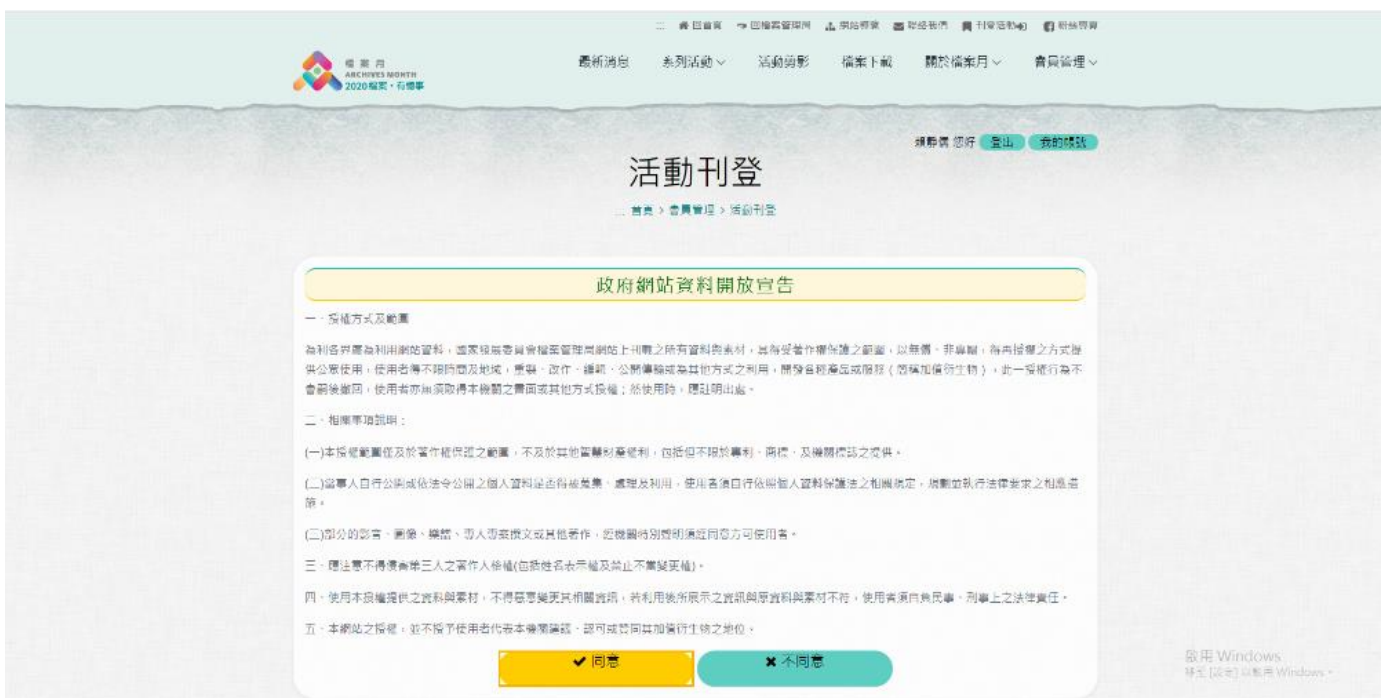 ::: 回首頁 回檔案管理局 網站導覽 聯絡我們 刊登活動 粉絲專頁
檔案月
ARCHIVES MONTH
2020檔案・有情事
最新消息 系列活動 活動剪影 檔案下載 關於檔案月 會員管理
您好 登出 我的帳號
活動刊登
::: 首頁 > 會員管理 > 活動刊登
政府網站資料開放宣告
一、授權方式及範圍
為利各界廣為利用網站資料，國家發展委員會檔案管理局網站上刊載之所有資料與素材，其得受著作權保護之範圍，以無償、非專屬，得再授權之方式提
供公眾使用，使用者得不限時間及地域，重製、改作、編輯、公開傳輸或為其他方式之利用，開發各種產品或服務（簡稱加值衍生物），此一授權行為不
會嗣後撤回，使用者亦無須取得本機關之書面或其他方式授權；然使用時，應註明出處。
二、相關事項說明：
(一)本授權範圍僅及於著作權保護之範圍，不及於其他智慧財產權利，包括但不限於專利、商標、及機關標誌之提供。
(二)當事人自行公開或依法令公開之個人資料是否得被蒐集、處理及利用，使用者須自行依照個人資料保護法之相關規定，規劃並執行法律要求之相應措
施。
(三)部分的影音、圖像、樂譜、專人專案撰文或其他著作，經機關特別聲明須經同意方可使用者。
三、應注意不得侵害第三人之著作人格權(包括姓名表示權及禁止不當變更權)。
四、使用本授權提供之資料與素材，不得惡意變更其相關資訊，若利用後所展示之資訊與原資料與素材不符，使用者須自負民事、刑事上之法律責任。
五、本網站之授權，並不授予使用者代表本機關建議、認可或贊同其加值衍生物之地位。
同意 不同意
啟用 Windows
移至 [設定] 以啟用 Windows。